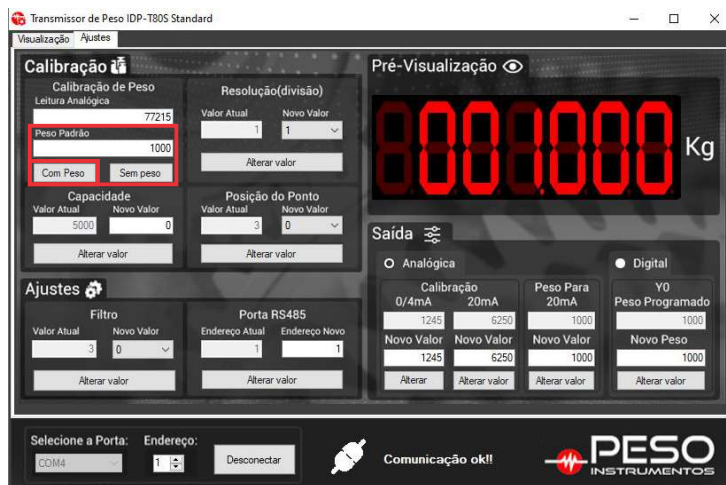 Transmissor de Peso IDP-T80S Standard
Visualização Ajustes
Calibração
Calibração de Peso
Leitura Analógica
77215
Peso Padrão
1000
Com Peso Sem peso
Resolução(divisão)
Valor Atual Novo Valor
1 1
Alterar valor
Capacidade
Valor Atual Novo Valor
5000 0
Alterar valor
Posição do Ponto
Valor Atual Novo Valor
3 0
Alterar valor
Ajustes
Filtro
Valor Atual Novo Valor
3 0
Alterar valor
Porta RS485
Endereço Atual Endereço Novo
1 1
Alterar valor
Pré-Visualização
001.000 Kg
Saída
Analógica
Calibração
0/4mA 20mA
1245 6250
Novo Valor Novo Valor
1245 6250
Alterar Alterar valor
Peso Para
20mA
1000
Novo Valor
1000
Alterar valor
Digital
Y0
Peso Programado
1000
Novo Peso
1000
Alterar valor
Selecione a Porta: Endereço:
COM4 1 Desconectar
Comunicação ok!!
PESO
INSTRUMENTOS